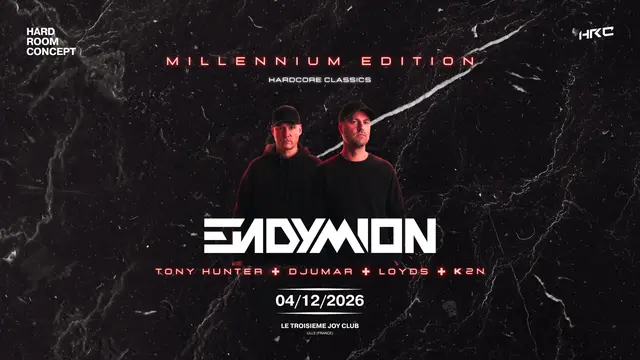 HARD
ROOM
CONCEPT
HRC
MILLENNIUM EDITION
HARDCORE CLASSICS
ENDYMION
TONY HUNTER + DJUMAR + LOYDS + K2N
04/12/2026
LE TROISIEME JOY CLUB
LILLE (FRANCE)